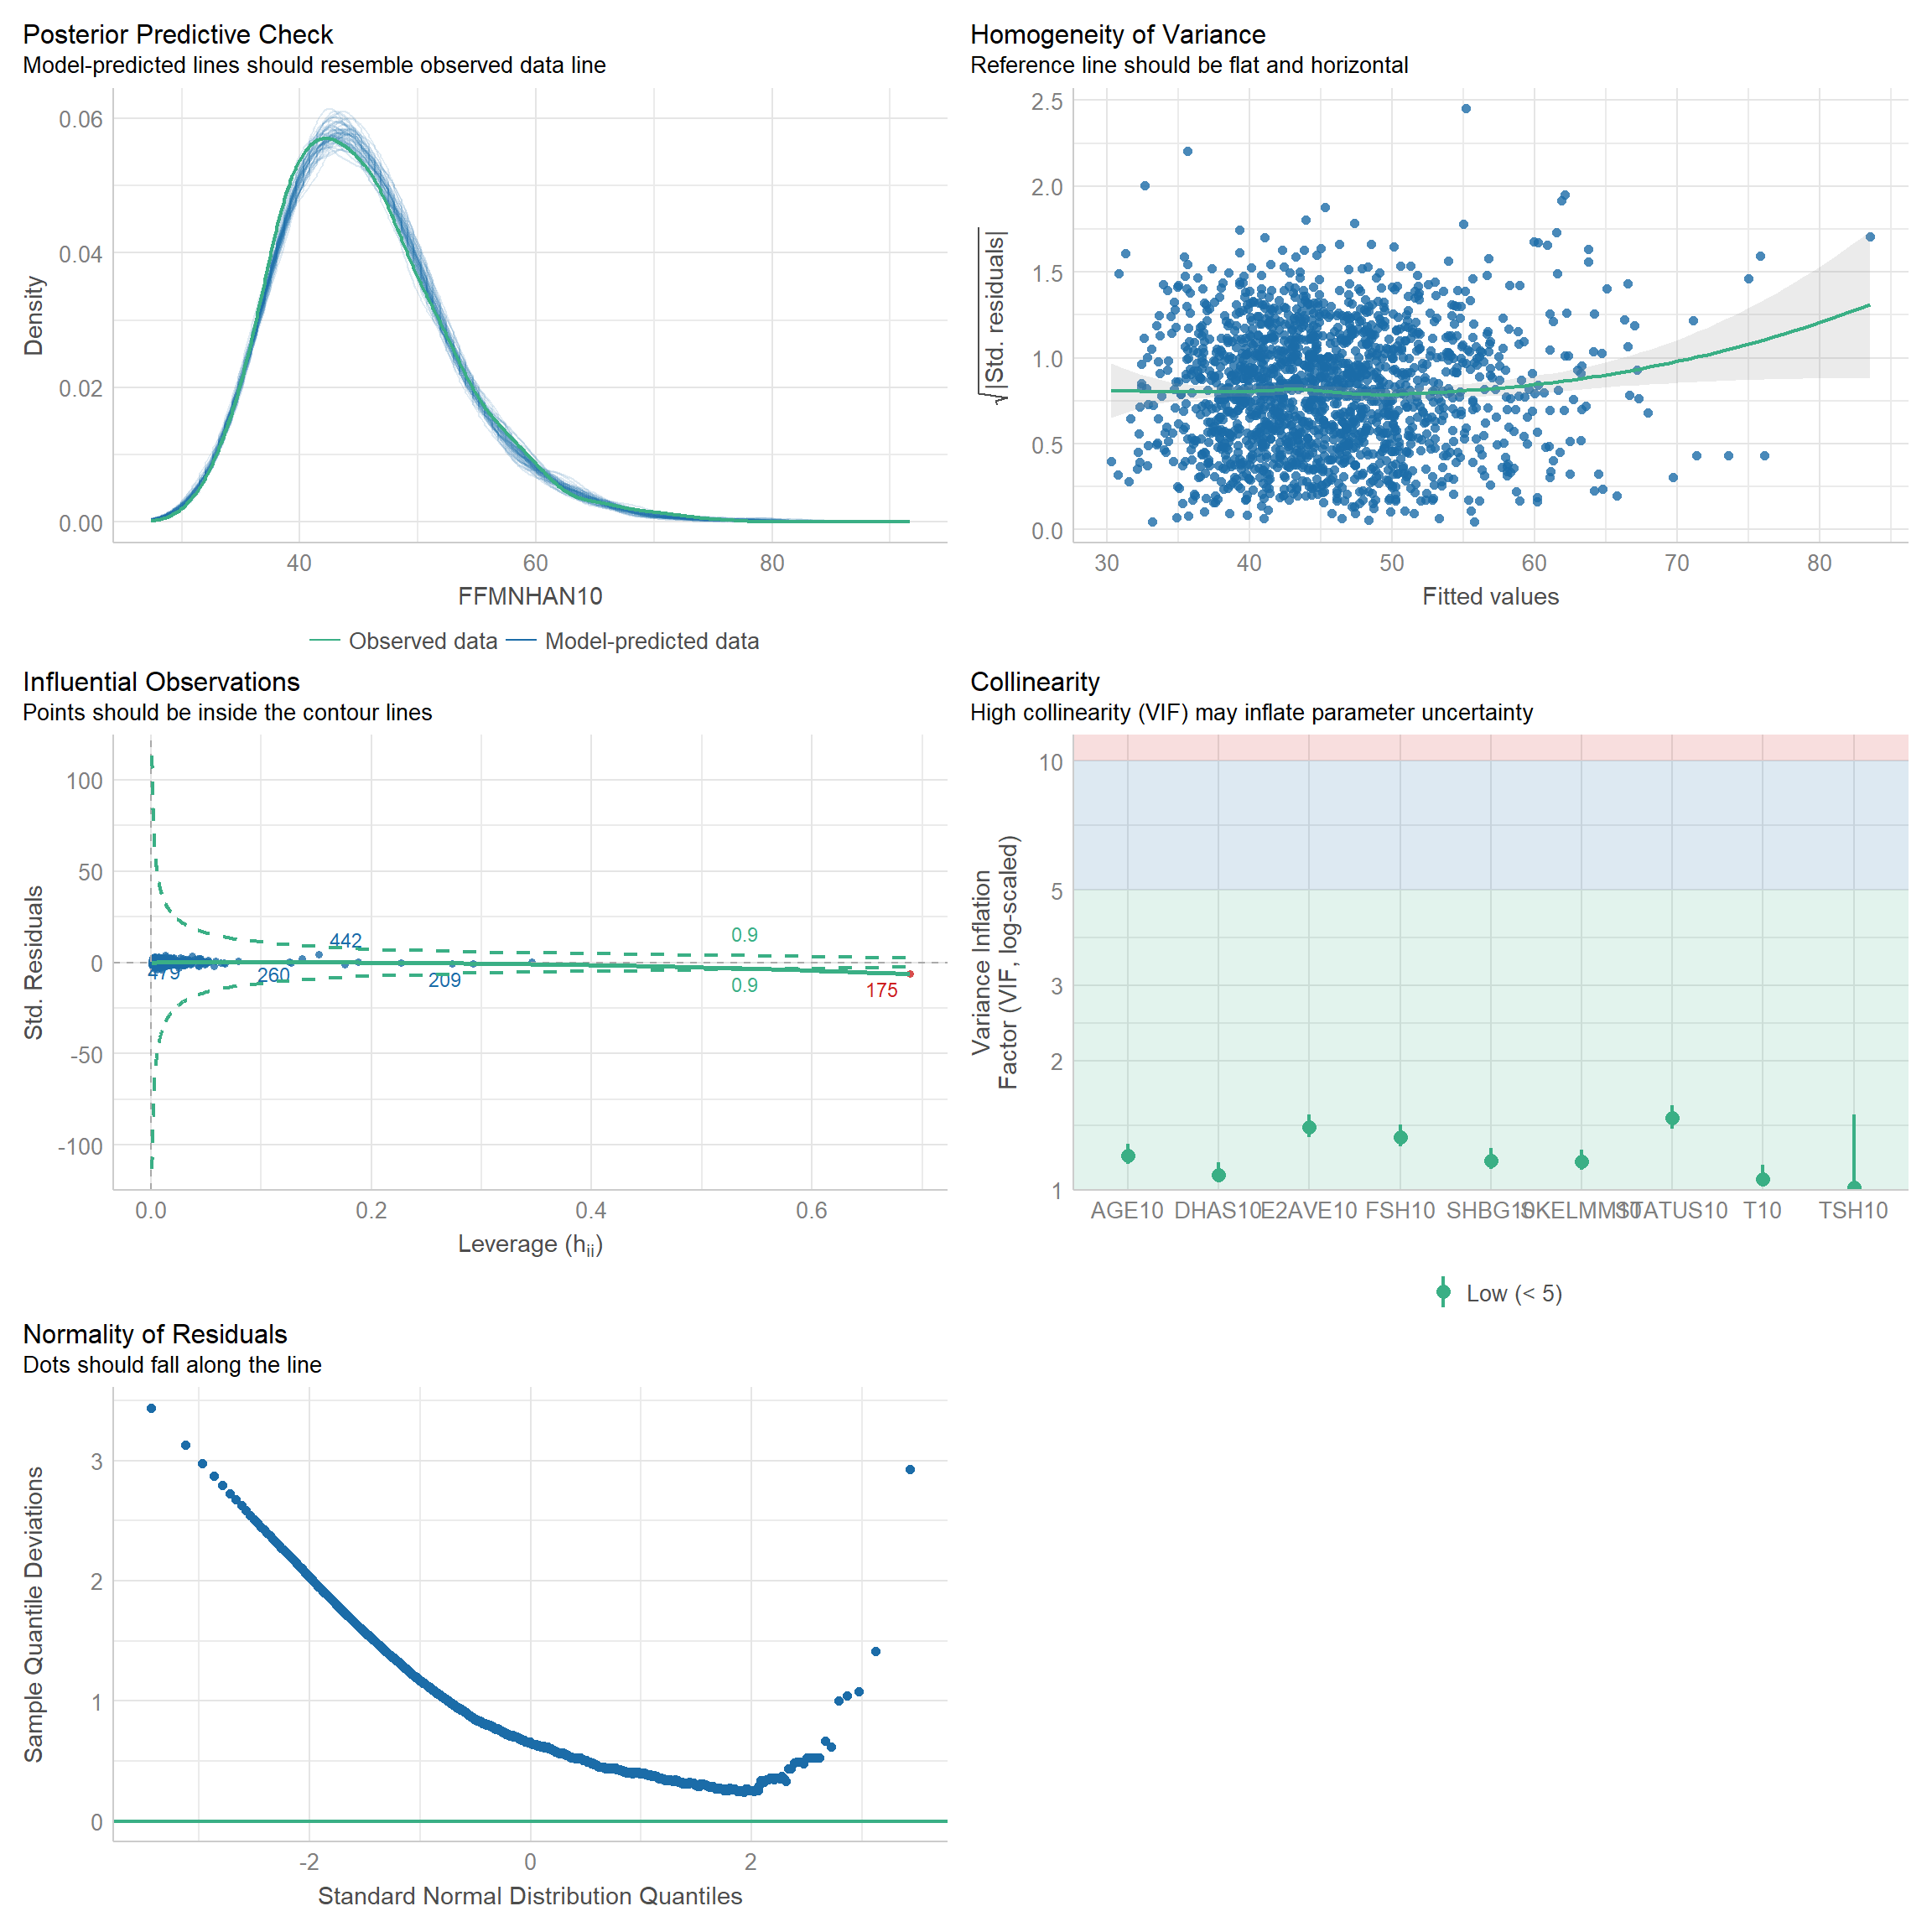 Posterior Predictive Check
Model-predicted lines should resemble observed data line
0.06
0.04
0.02
0.00
Density
40
60
80
FFMNHAN10
Observed data
Model-predicted data
Homogeneity of Variance
Reference line should be flat and horizontal
2.5
2.0
1.5
1.0
0.5
0.0
√|Std. residuals|
30
40
50
60
70
80
Fitted values
Influential Observations
Points should be inside the contour lines
100
50
0
-50
-100
Std. Residuals
479
260
442
209
0.9
0.9
175
0.0
0.2
0.4
0.6
Leverage (hii)
Collinearity
High collinearity (VIF) may inflate parameter uncertainty
10
5
3
2
1
Variance Inflation
Factor (VIF, log-scaled)
AGE10
DHAS10
E2AVE10
FSH10
SHBG10
SKELMM10
STATUS10
T10
TSH10
Low (< 5)
Normality of Residuals
Dots should fall along the line
3
2
1
0
Sample Quantile Deviations
-2
0
2
Standard Normal Distribution Quantiles